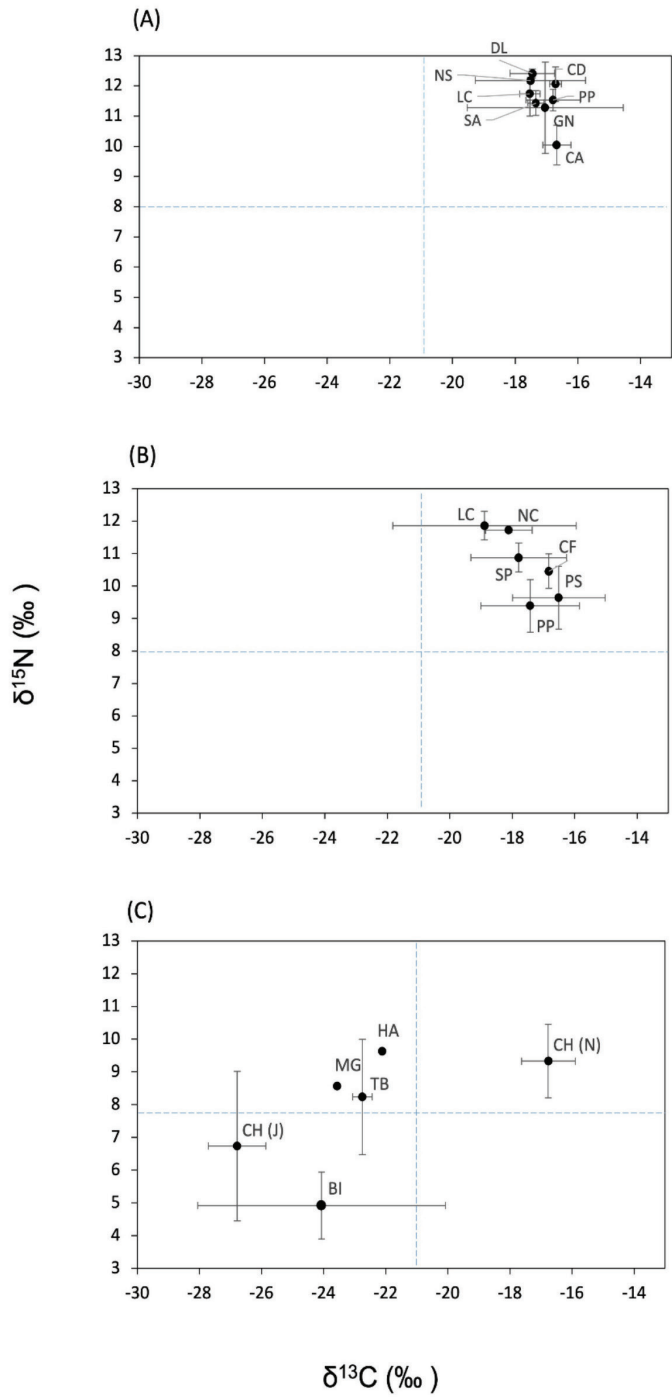 (A)
13
12
11
10
9
8
7
6
5
4
3
DL
NS
CD
LC
PP
SA
GN
CA
-30 -28 -26 -24 -22 -20 -18 -16 -14
(B)
13
12
11
10
9
8
7
6
5
4
3
LC NC
CF
SP
PS
PP
-30 -28 -26 -24 -22 -20 -18 -16 -14
δ¹⁵N (‰)
(C)
13
12
11
10
9
8
7
6
5
4
3
HA
CH (N)
MG
TB
CH (J)
BI
-30 -28 -26 -24 -22 -20 -18 -16 -14
δ¹³C (‰)